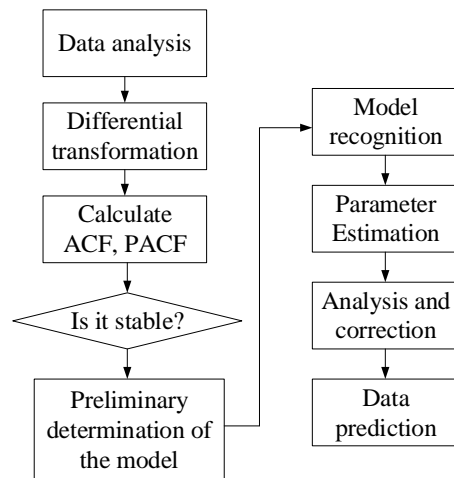 Data analysis
Differential
transformation
Calculate
ACF, PACF
Is it stable?
Preliminary
determination of
the model
Model
recognition
Parameter
Estimation
Analysis and
correction
Data
prediction